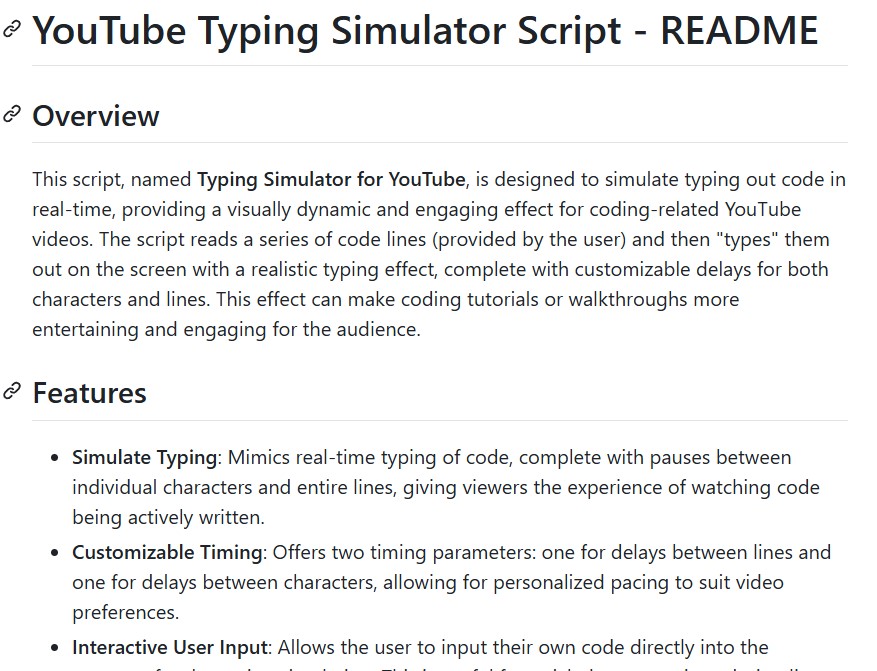 YouTube Typing Simulator Script - README
Overview
This script, named Typing Simulator for YouTube, is designed to simulate typing out code in
real-time, providing a visually dynamic and engaging effect for coding-related YouTube
videos. The script reads a series of code lines (provided by the user) and then "types" them
out on the screen with a realistic typing effect, complete with customizable delays for both
characters and lines. This effect can make coding tutorials or walkthroughs more
entertaining and engaging for the audience.
Features
Simulate Typing: Mimics real-time typing of code, complete with pauses between
individual characters and entire lines, giving viewers the experience of watching code
being actively written.
Customizable Timing: Offers two timing parameters: one for delays between lines and
one for delays between characters, allowing for personalized pacing to suit video
preferences.
Interactive User Input: Allows the user to input their own code directly into the